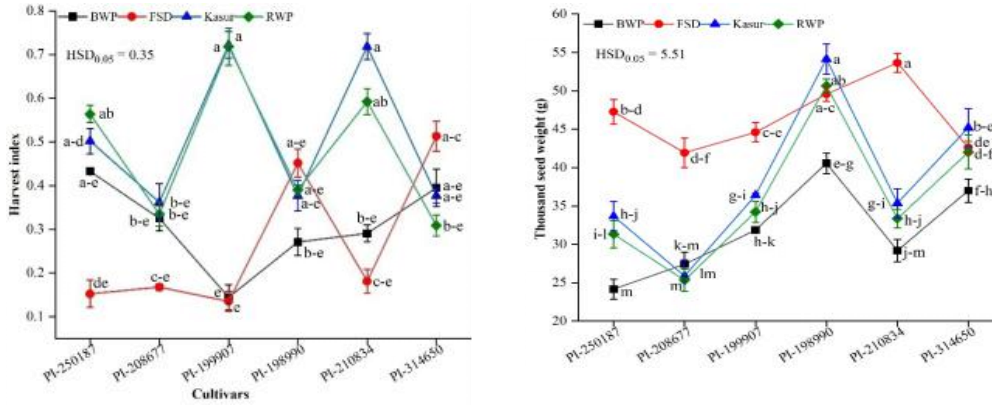 BWP FSD Kasur RWP
HSD0.05 = 0.35
Harvest index
0.8
0.7
0.6
0.5
0.4
0.3
0.2
0.1
a a a
ab ab
a-d a-c
a-e a-e
a-e a-e
b-e b-e a-e
b-e a-c
b-e b-e
de c-e c-e
e e
PI-250187 PI-208677 PI-199907 PI-198990 PI-210834 PI-314650
Cultivars
BWP FSD Kasur RWP
HSD0.05 = 5.51
Thousand seed weight (g)
60
55
50
45
40
35
30
25
20
a a
ab
b-d a-c
c-e b-e
d-f de
e-g d-f
g-i g-i f-h
h-j h-j h-j
i-l h-k
k-m j-m
m m lm
PI-250187 PI-208677 PI-199907 PI-198990 PI-210834 PI-314650